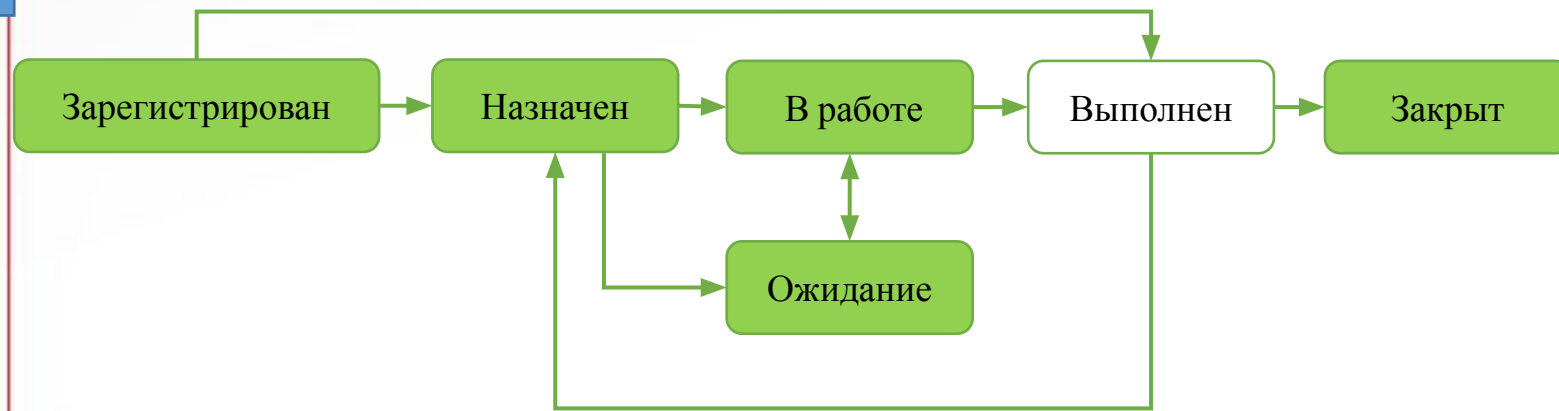 Зарегистрирован
Назначен
В работе
Выполнен
Закрыт
Ожидание